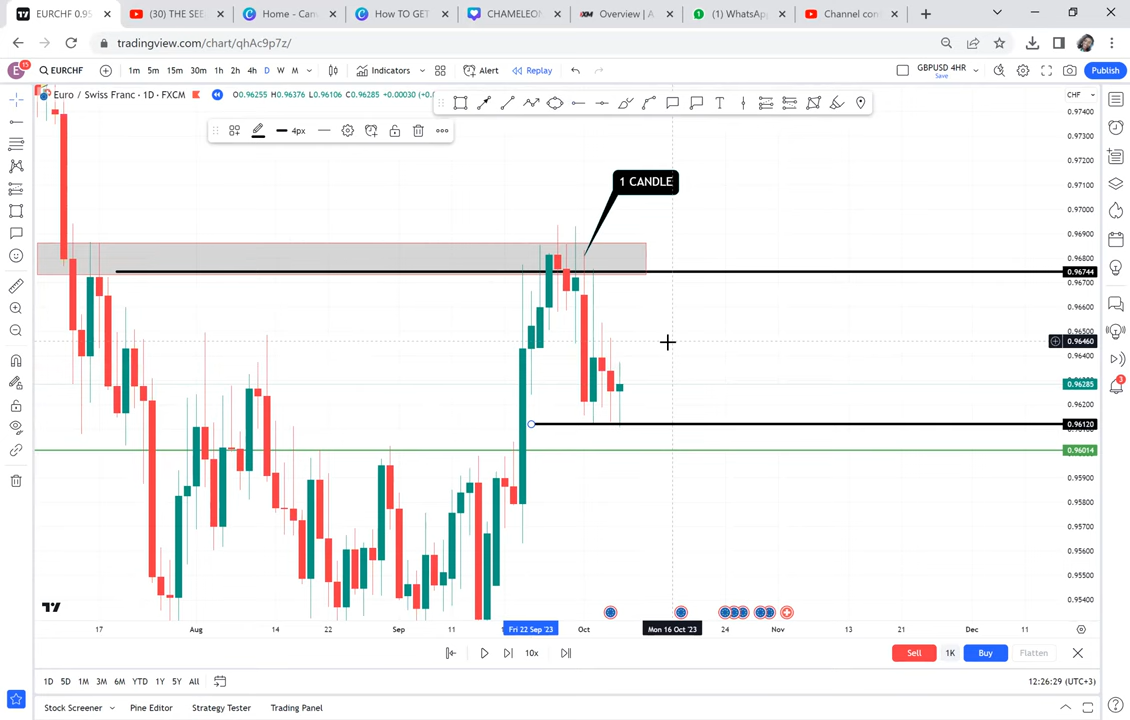 EURCHF 0.95
(30) THE SEE
Home - Can
How TO GET
CHAMELEON
XM Overview | A
(1) WhatsApp
Channel con
tradingview.com/chart/qhAc9p7z/
E 15 EURCHF 1m 5m 15m 30m 1h 2h 4h D W M Indicators Alert Replay GBPUSD 4HR Save Publish
Euro / Swiss Franc · 1D · FXCM O0.96255 H0.96376 L0.96106 C0.96285 +0.00030 (+0. CHF
4px
1 CANDLE
0.97400
0.97300
0.97200
0.97100
0.97000
0.96900
0.96800
0.96744
0.96700
0.96600
0.96500
0.96460
0.96400
0.96285
0.96200
0.96120
0.96014
0.95900
0.95800
0.95700
0.95600
0.95500
0.95400
3
17 Aug 14 22 Sep 11 Fri 22 Sep '23 Oct Mon 16 Oct '23 24 Nov 13 21 Dec 11
10x Sell 1K Buy Flatten
1D 5D 1M 3M 6M YTD 1Y 5Y All 12:26:29 (UTC+3)
Stock Screener Pine Editor Strategy Tester Trading Panel